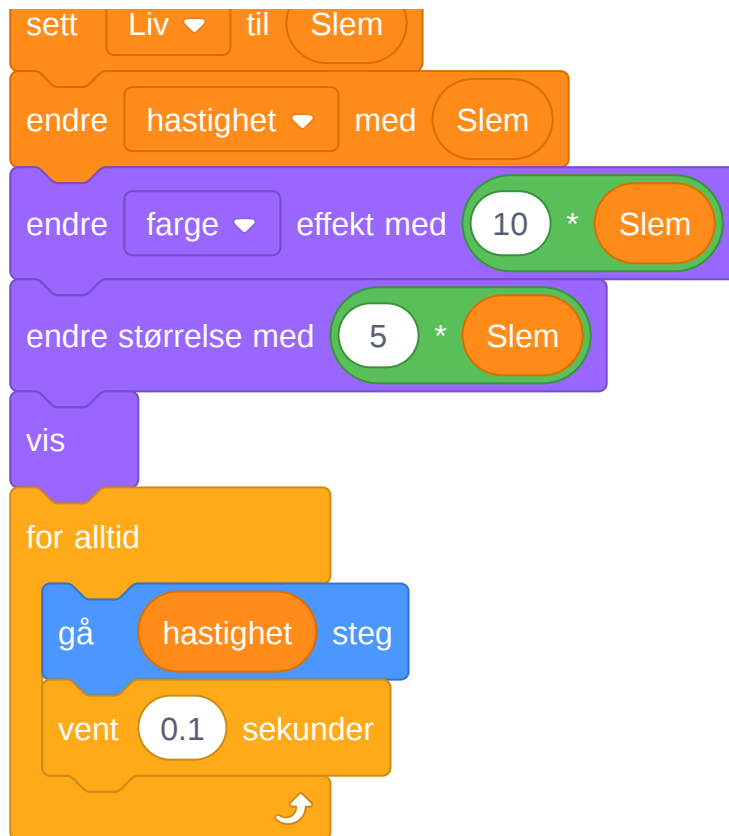 sett Liv til Slem
endre hastighet med Slem
endre farge effekt med 10 * Slem
endre størrelse med 5 * Slem
vis
for alltid
gå hastighet steg
vent 0.1 sekunder